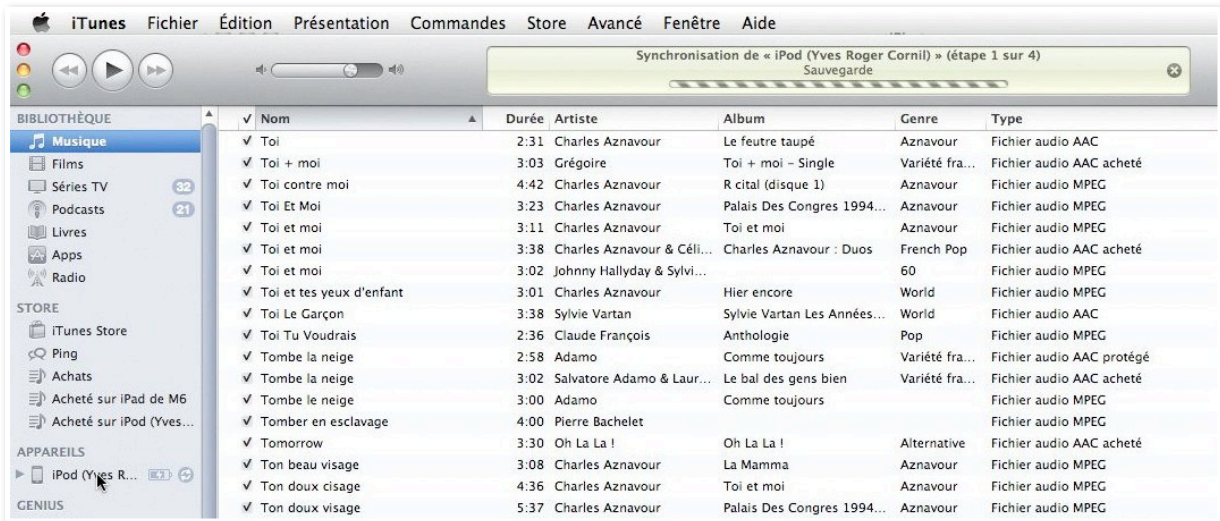 iTunes Fichier Édition Présentation Commandes Store Avancé Fenêtre Aide
Synchronisation de « iPod (Yves Roger Cornil) » (étape 1 sur 4)
Sauvegarde
BIBLIOTHÈQUE
Musique
Films
Séries TV 32
Podcasts 21
Livres
Apps
Radio
STORE
iTunes Store
Ping
Achats
Acheté sur iPad de M6
Acheté sur iPod (Yves...
APPAREILS
iPod (Yves R...
GENIUS
√ Nom Durée Artiste Album Genre Type
√ Toi 2:31 Charles Aznavour Le feutre taupé Aznavour Fichier audio AAC
√ Toi + moi 3:03 Grégoire Toi + moi – Single Variété fra... Fichier audio AAC acheté
√ Toi contre moi 4:42 Charles Aznavour R cital (disque 1) Aznavour Fichier audio MPEG
√ Toi Et Moi 3:23 Charles Aznavour Palais Des Congres 1994... Aznavour Fichier audio MPEG
√ Toi et moi 3:11 Charles Aznavour Toi et moi Aznavour Fichier audio MPEG
√ Toi et moi 3:38 Charles Aznavour & Céli... Charles Aznavour : Duos French Pop Fichier audio AAC acheté
√ Toi et moi 3:02 Johnny Hallyday & Sylvi... 60 Fichier audio MPEG
√ Toi et tes yeux d'enfant 3:01 Charles Aznavour Hier encore World Fichier audio MPEG
√ Toi Le Garçon 3:38 Sylvie Vartan Sylvie Vartan Les Années... World Fichier audio AAC
√ Toi Tu Voudrais 2:36 Claude François Anthologie Pop Fichier audio MPEG
√ Tombe la neige 2:58 Adamo Comme toujours Variété fra... Fichier audio AAC protégé
√ Tombe la neige 3:02 Salvatore Adamo & Laur... Le bal des gens bien Variété fra... Fichier audio AAC acheté
√ Tombe le neige 3:00 Adamo Comme toujours Fichier audio MPEG
√ Tomber en esclavage 4:00 Pierre Bachelet Fichier audio MPEG
√ Tomorrow 3:30 Oh La La ! Oh La La ! Alternative Fichier audio AAC acheté
√ Ton beau visage 3:08 Charles Aznavour La Mamma Aznavour Fichier audio MPEG
√ Ton doux cisage 4:36 Charles Aznavour Toi et moi Aznavour Fichier audio MPEG
√ Ton doux visage 5:37 Charles Aznavour Palais Des Congres 1994... Aznavour Fichier audio MPEG